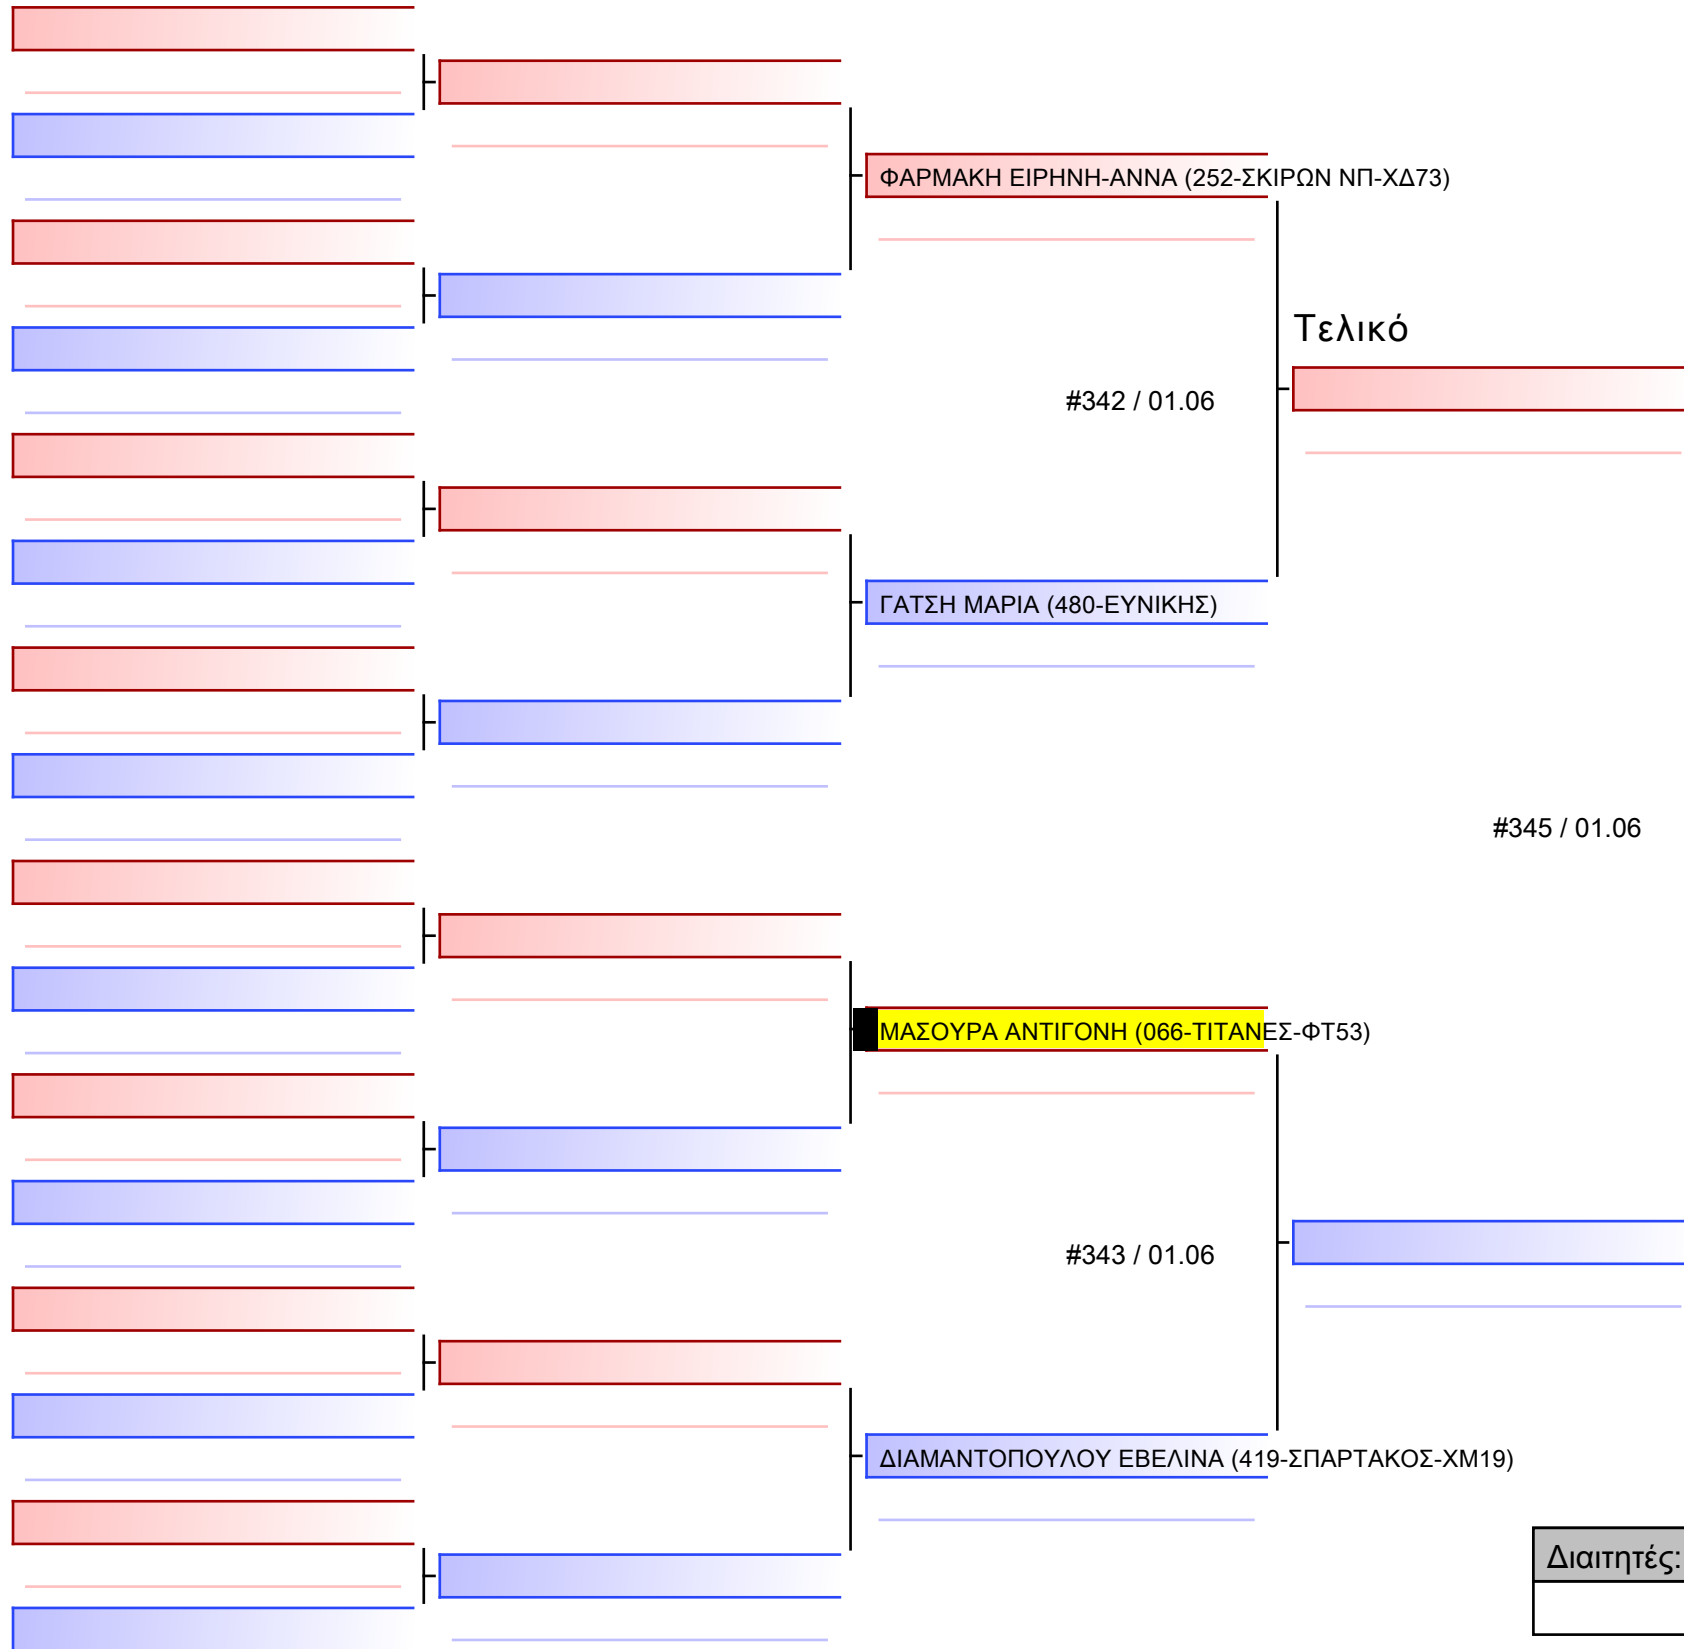 ΦΑΡΜΑΚΗ ΕΙΡΗΝΗ-ΑΝΝΑ (252-ΣΚΙΡΩΝ ΝΠ-ΧΔ73)
Τελικό
#342 / 01.06
ΓΑΤΣΗ ΜΑΡΙΑ (480-ΕΥΝΙΚΗΣ)
#345 / 01.06
ΜΑΣΟΥΡΑ ΑΝΤΙΓΟΝΗ (066-ΤΙΤΑΝΕΣ-ΦΤ53)
#343 / 01.06
ΔΙΑΜΑΝΤΟΠΟΥΛΟΥ ΕΒΕΛΙΝΑ (419-ΣΠΑΡΤΑΚΟΣ-ΧΜ19)
Διαιτητές: